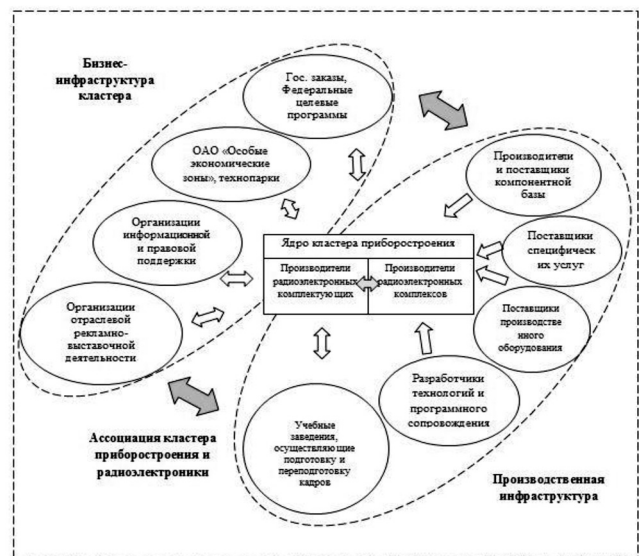 Бизнес-
инфраструктура
кластера
Гос. заказы,
Федеральные
целевые
программы
ОАО «Особые
экономические
зоны», технопарки
Организации
информационной
и правовой
поддержки
Организации
отраслевой
рекламно-
выставочной
деятельности
Производители
и поставщики
компонентной
базы
Поставщики
специфическ
их услуг
Поставщики
производстве
нного
оборудования
Ядро кластера приборостроения
Производители
радиоэлектронных
комплектующих
Производители
радиоэлектронных
комплексов
Разработчики
технологий и
программного
сопровождения
Учебные
заведения,
осуществляющие
подготовку и
переподготовку
кадров
Ассоциация кластера
приборостроения и
радиоэлектроники
Производственная
инфраструктура